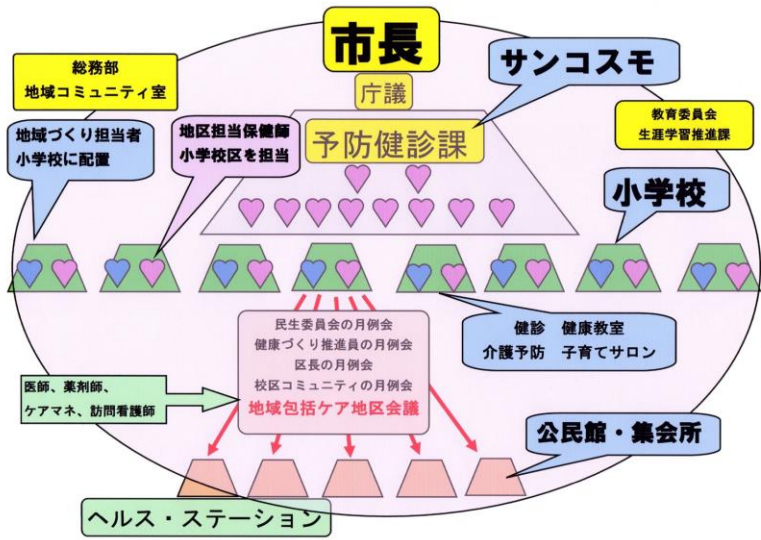 市長
庁議
サンコスモ
総務部
地域コミュニティ室
教育委員会
生涯学習推進課
地域づくり担当者
小学校に配置
地区担当保健師
小学校区を担当
予防健診課
小学校
民生委員会の月例会
健康づくり推進員の月例会
区長の月例会
校区コミュニティの月例会
地域包括ケア地区会議
健診 健康教室
介護予防 子育てサロン
医師、薬剤師、
ケアマネ、訪問看護師
公民館・集会所
ヘルス・ステーション